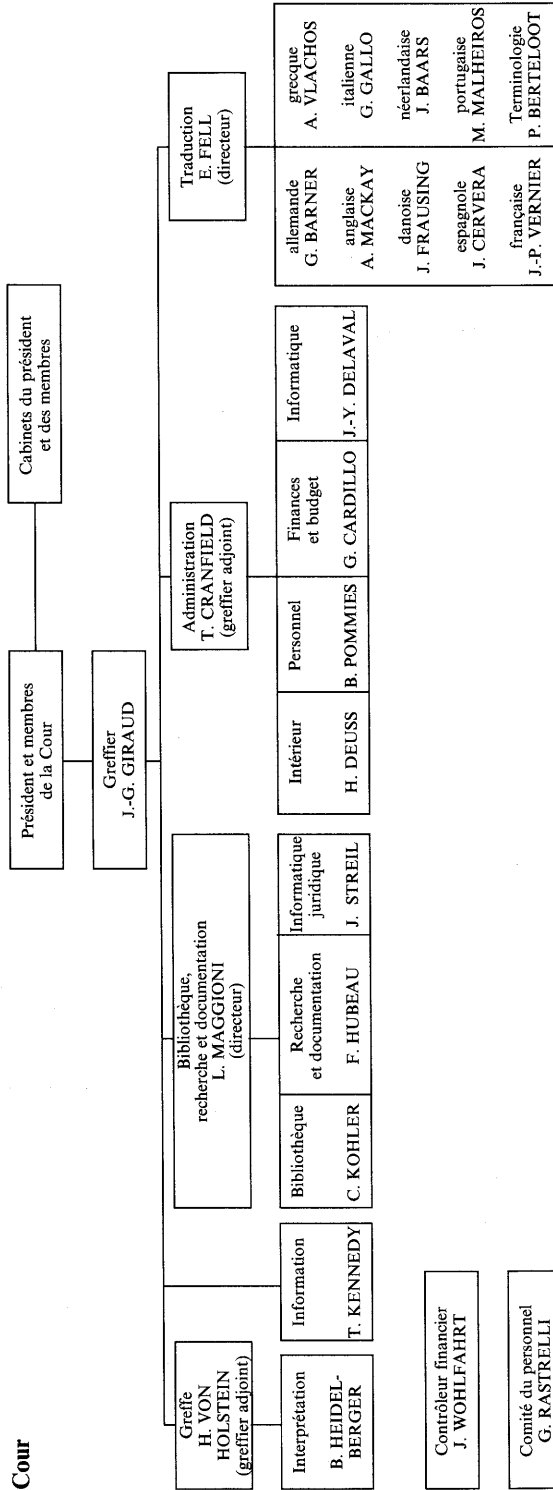 Cour
Président et membres
de la Cour
Cabinets du président
et des membres
Greffier
J.-G. GIRAUD
Greffe
H. VON
HOLSTEIN
(greffier adjoint)
Bibliothèque,
recherche et documentation
L. MAGGIONI
(directeur)
Administration
T. CRANFIELD
(greffier adjoint)
Traduction
E. FELL
(directeur)
Interprétation
B. HEIDEL-
BERGER
Information
T. KENNEDY
Bibliothèque
C. KOHLER
Recherche
et documentation
F. HUBEAU
Informatique
juridique
J. STREIL
Intérieur
H. DEUSS
Personnel
B. POMMIES
Finances
et budget
G. CARDILLO
Informatique
J.-Y. DELAVAL
allemande
G. BARNER
anglaise
A. MACKAY
danoise
J. FRAUSING
espagnole
J. CERVERA
française
J.-P. VERNIER
grecque
A. VLACHOS
italienne
G. GALLO
néerlandaise
J. BAARS
portugaise
M. MALHEIROS
Terminologie
P. BERTELOOT
Contrôleur financier
J. WOHLFAHRT
Comité du personnel
G. RASTRELLI